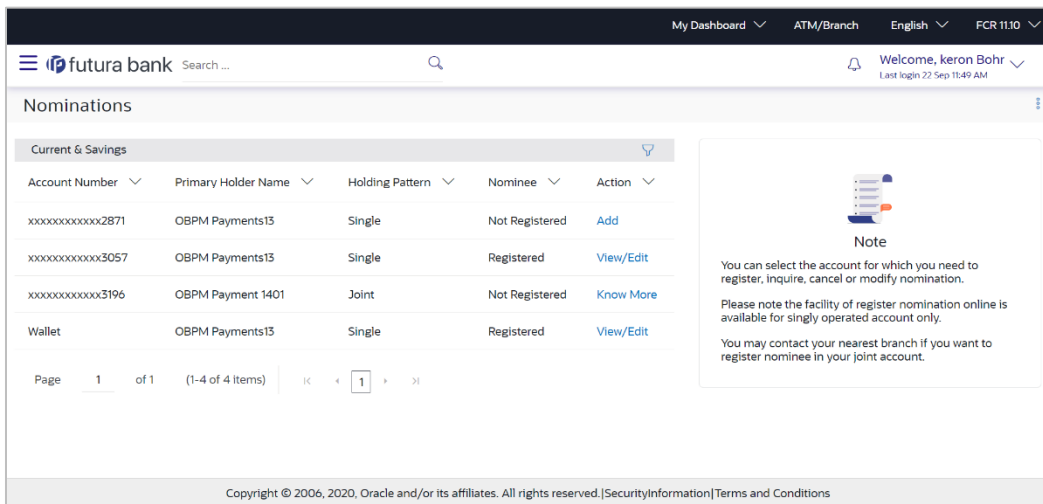 My Dashboard ATM/Branch English FCR 11.10
futura bank Search ... Welcome, keron Bohr
Last login 22 Sep 11:49 AM
Nominations
Current & Savings
Account Number Primary Holder Name Holding Pattern Nominee Action
xxxxxxxxxxxx2871 OBPM Payments13 Single Not Registered Add
xxxxxxxxxxxx3057 OBPM Payments13 Single Registered View/Edit
xxxxxxxxxxxx3196 OBPM Payment 1401 Joint Not Registered Know More
Wallet OBPM Payments13 Single Registered View/Edit
Page 1 of 1 (1-4 of 4 items) 1
Note
You can select the account for which you need to
register, inquire, cancel or modify nomination.
Please note the facility of register nomination online is
available for singly operated account only.
You may contact your nearest branch if you want to
register nominee in your joint account.
Copyright © 2006, 2020, Oracle and/or its affiliates. All rights reserved.|SecurityInformation|Terms and Conditions